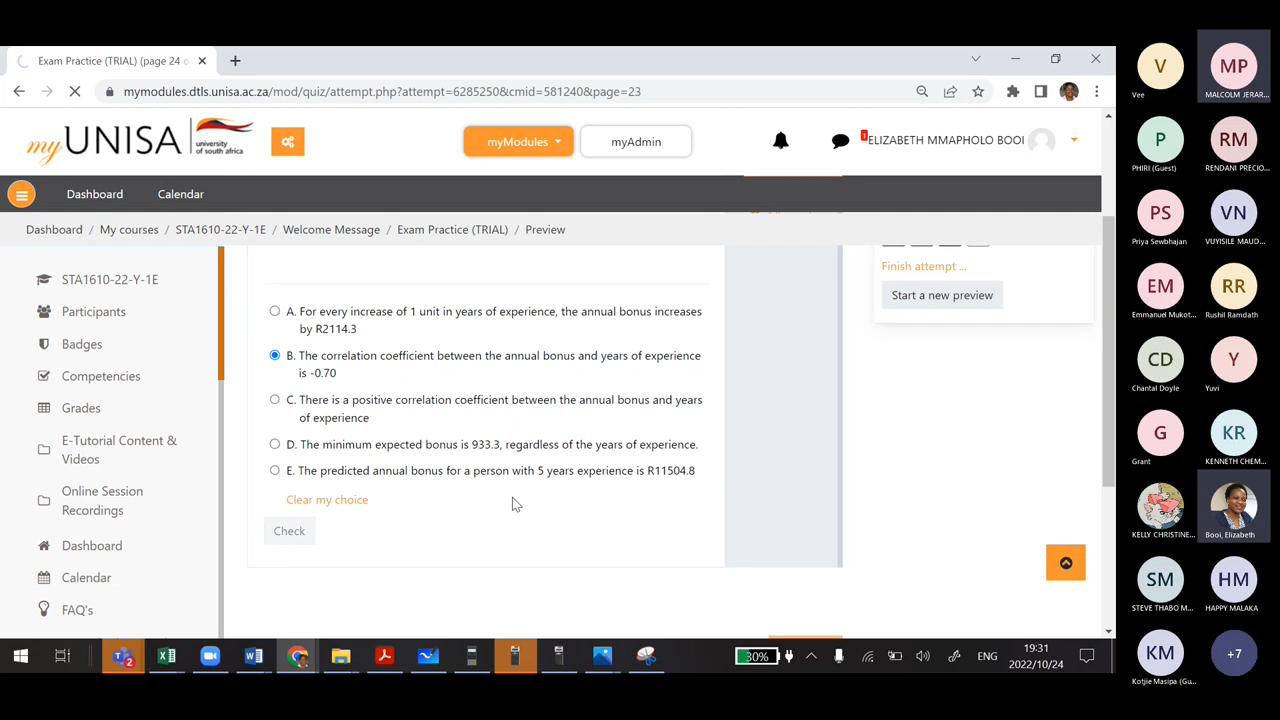 Exam Practice (TRIAL) (page 24 o
mymodules.dtls.unisa.ac.za/mod/quiz/attempt.php?attempt=6285250&cmid=581240&page=23
my UNISA
university
of south africa
myModules
myAdmin
1
ELIZABETH MMAPHOLO BOOI
Dashboard
Calendar
Dashboard / My courses / STA1610-22-Y-1E / Welcome Message / Exam Practice (TRIAL) / Preview
STA1610-22-Y-1E
Participants
Badges
Competencies
Grades
E-Tutorial Content &
Videos
Online Session
Recordings
Dashboard
Calendar
FAQ's
A. For every increase of 1 unit in years of experience, the annual bonus increases
by R2114.3
B. The correlation coefficient between the annual bonus and years of experience
is -0.70
C. There is a positive correlation coefficient between the annual bonus and years
of experience
D. The minimum expected bonus is 933.3, regardless of the years of experience.
E. The predicted annual bonus for a person with 5 years experience is R11504.8
Clear my choice
Check
Finish attempt ...
Start a new preview
2
30%
ENG
19:31
2022/10/24
V
Vee
MP
MALCOLM JERAR...
P
PHIRI (Guest)
RM
RENDANI PRECIO...
PS
Priya Sewbhajan
VN
VUYISILE MAUD...
EM
Emmanuel Mukot...
RR
Rushil Ramdath
CD
Chantal Doyle
Y
Yuvi
G
Grant
KR
KENNETH CHEM...
KELLY CHRISTINE...
Booi, Elizabeth
SM
STEVE THABO M...
HM
HAPPY MALAKA
KM
Kotjie Masipa (Gu...
+7